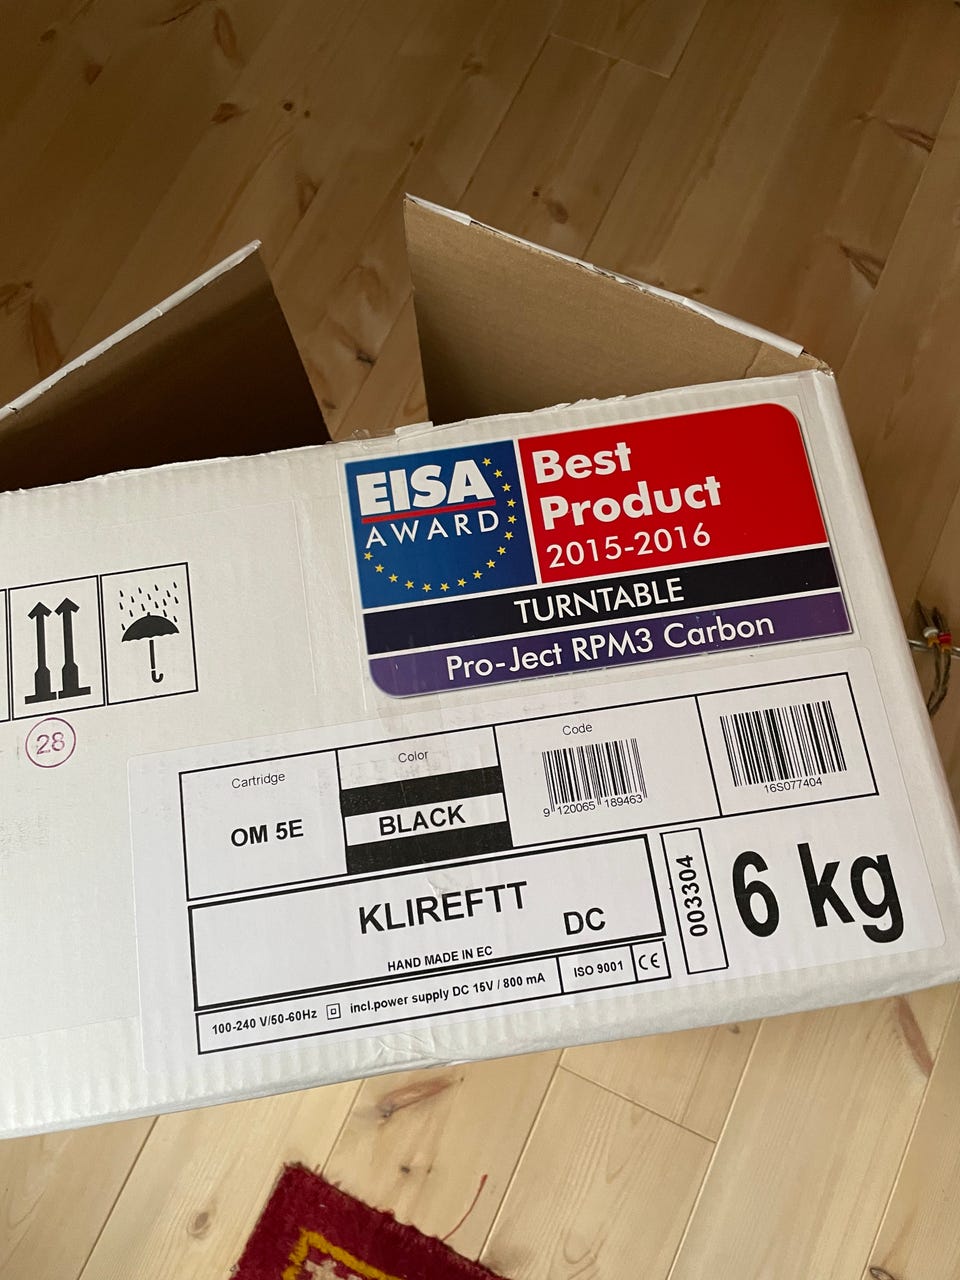 EISA
AWARD
Best
Product
2015-2016
TURNTABLE
Pro-Ject RPM3 Carbon
28
Cartridge
OM 5E
Color
BLACK
Code
9 120065 189463
16S077404
KLIREFTT
DC
HAND MADE IN EC
003304
6 kg
100-240 V/50-60Hz incl.power supply DC 15V / 800 mA
ISO 9001
CE